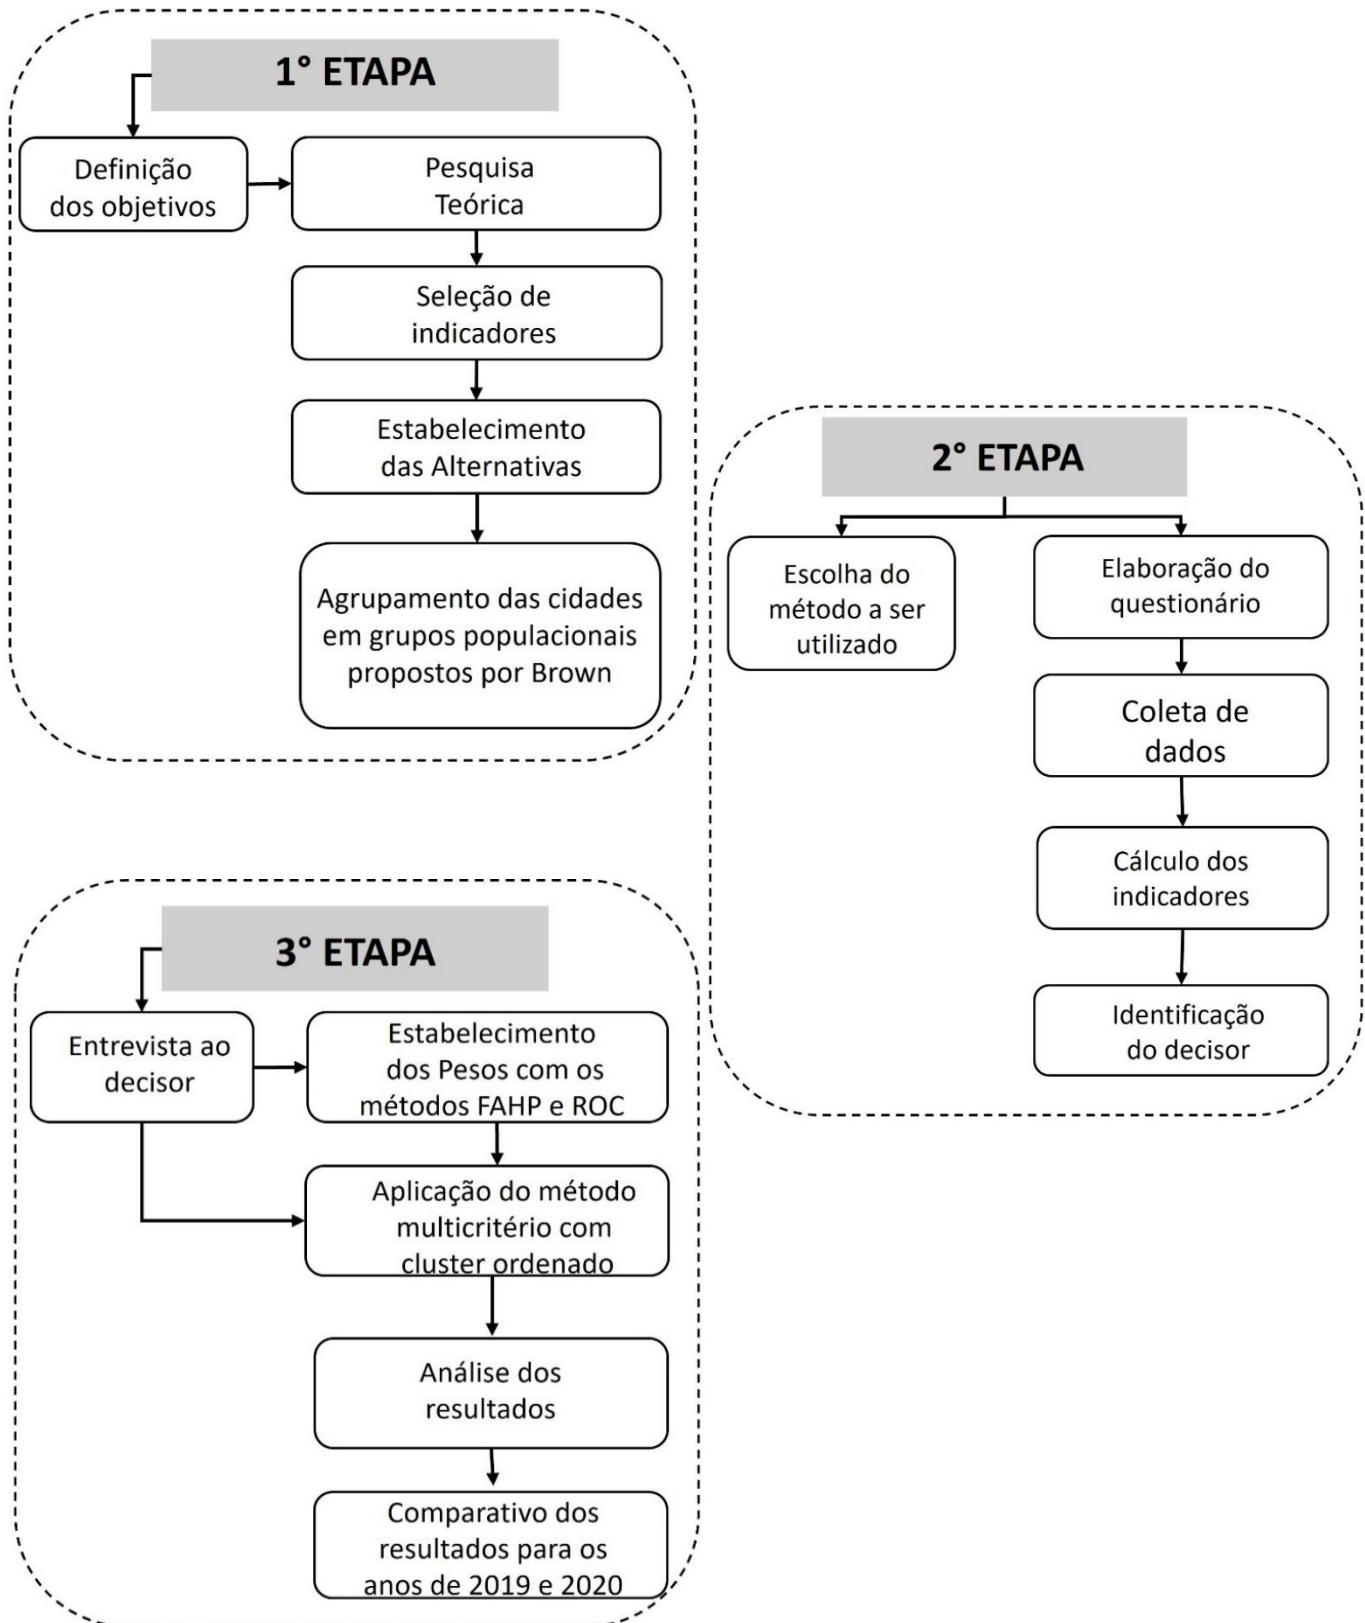 1° ETAPA
Definição
dos objetivos
Pesquisa
Teórica
Seleção de
indicadores
Estabelecimento
das Alternativas
Agrupamento das cidades
em grupos populacionais
propostos por Brown
2° ETAPA
Escolha do
método a ser
utilizado
Elaboração do
questionário
Coleta de
dados
Cálculo dos
indicadores
Identificação
do decisor
3° ETAPA
Entrevista ao
decisor
Estabelecimento
dos Pesos com os
métodos FAHP e ROC
Aplicação do método
multicritério com
cluster ordenado
Análise dos
resultados
Comparativo dos
resultados para os
anos de 2019 e 2020